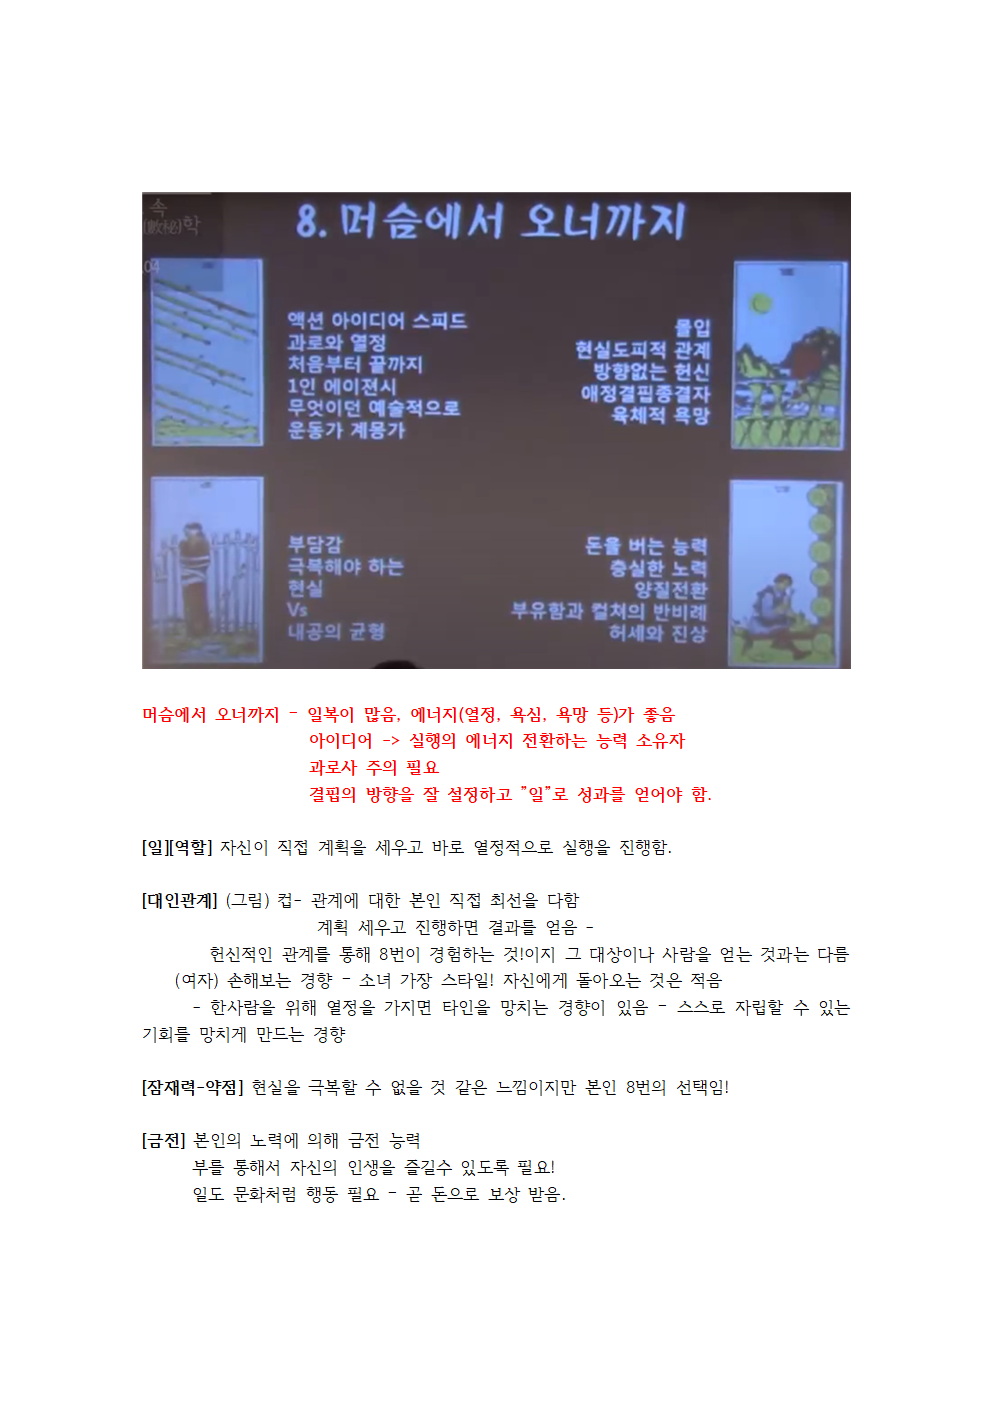 속
학
.04
8. 머슴에서 오너까지
액션 아이디어 스피드
과로와 열정
처음부터 끝까지
1인 에이젼시
무엇이던 예술적으로
운동가 계몽가
몰입
현실도피적 관계
방향없는 헌신
애정결핍종결자
육체적 욕망
부담감
극복해야 하는
현실
Vs
내공의 균형
돈을 버는 능력
충실한 노력
양질전환
부유함과 컬쳐의 반비례
허세와 진상
머슴에서 오너까지 - 일복이 많음, 에너지(열정, 욕심, 욕망 등)가 좋음
아이디어 -> 실행의 에너지 전환하는 능력 소유자
과로사 주의 필요
결핍의 방향을 잘 설정하고 "일"로 성과를 얻어야 함.
[일][역할] 자신이 직접 계획을 세우고 바로 열정적으로 실행을 진행함.
[대인관계] (그림) 컵- 관계에 대한 본인 직접 최선을 다함
계획 세우고 진행하면 결과를 얻음 -
헌신적인 관계를 통해 8번이 경험하는 것!이지 그 대상이나 사람을 얻는 것과는 다름
(여자) 손해보는 경향 - 소녀 가장 스타일! 자신에게 돌아오는 것은 적음
- 한사람을 위해 열정을 가지면 타인을 망치는 경향이 있음 - 스스로 자립할 수 있는
기회를 망치게 만드는 경향
[잠재력-약점] 현실을 극복할 수 없을 것 같은 느낌이지만 본인 8번의 선택임!
[금전] 본인의 노력에 의해 금전 능력
부를 통해서 자신의 인생을 즐길수 있도록 필요!
일도 문화처럼 행동 필요 - 곧 돈으로 보상 받음.